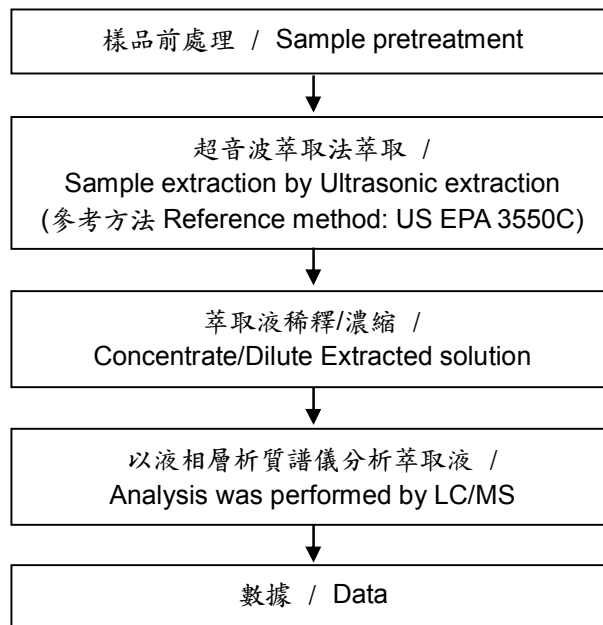 樣品前處理 / Sample pretreatment
超音波萃取法萃取 /
Sample extraction by Ultrasonic extraction
(參考方法 Reference method: US EPA 3550C)
萃取液稀釋/濃縮 /
Concentrate/Dilute Extracted solution
以液相層析質譜儀分析萃取液 /
Analysis was performed by LC/MS
數據 / Data